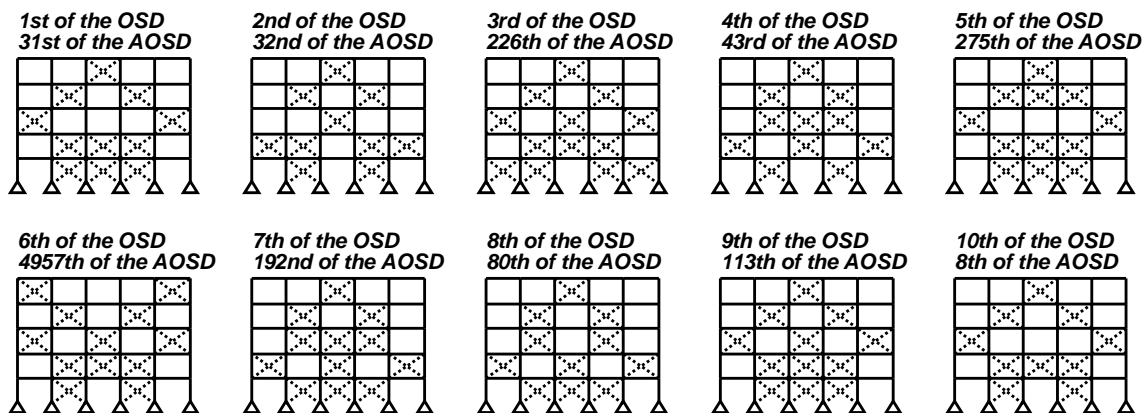 1st of the OSD
31st of the AOSD
2nd of the OSD
32nd of the AOSD
3rd of the OSD
226th of the AOSD
4th of the OSD
43rd of the AOSD
5th of the OSD
275th of the AOSD
6th of the OSD
4957th of the AOSD
7th of the OSD
192nd of the AOSD
8th of the OSD
80th of the AOSD
9th of the OSD
113th of the AOSD
10th of the OSD
8th of the AOSD